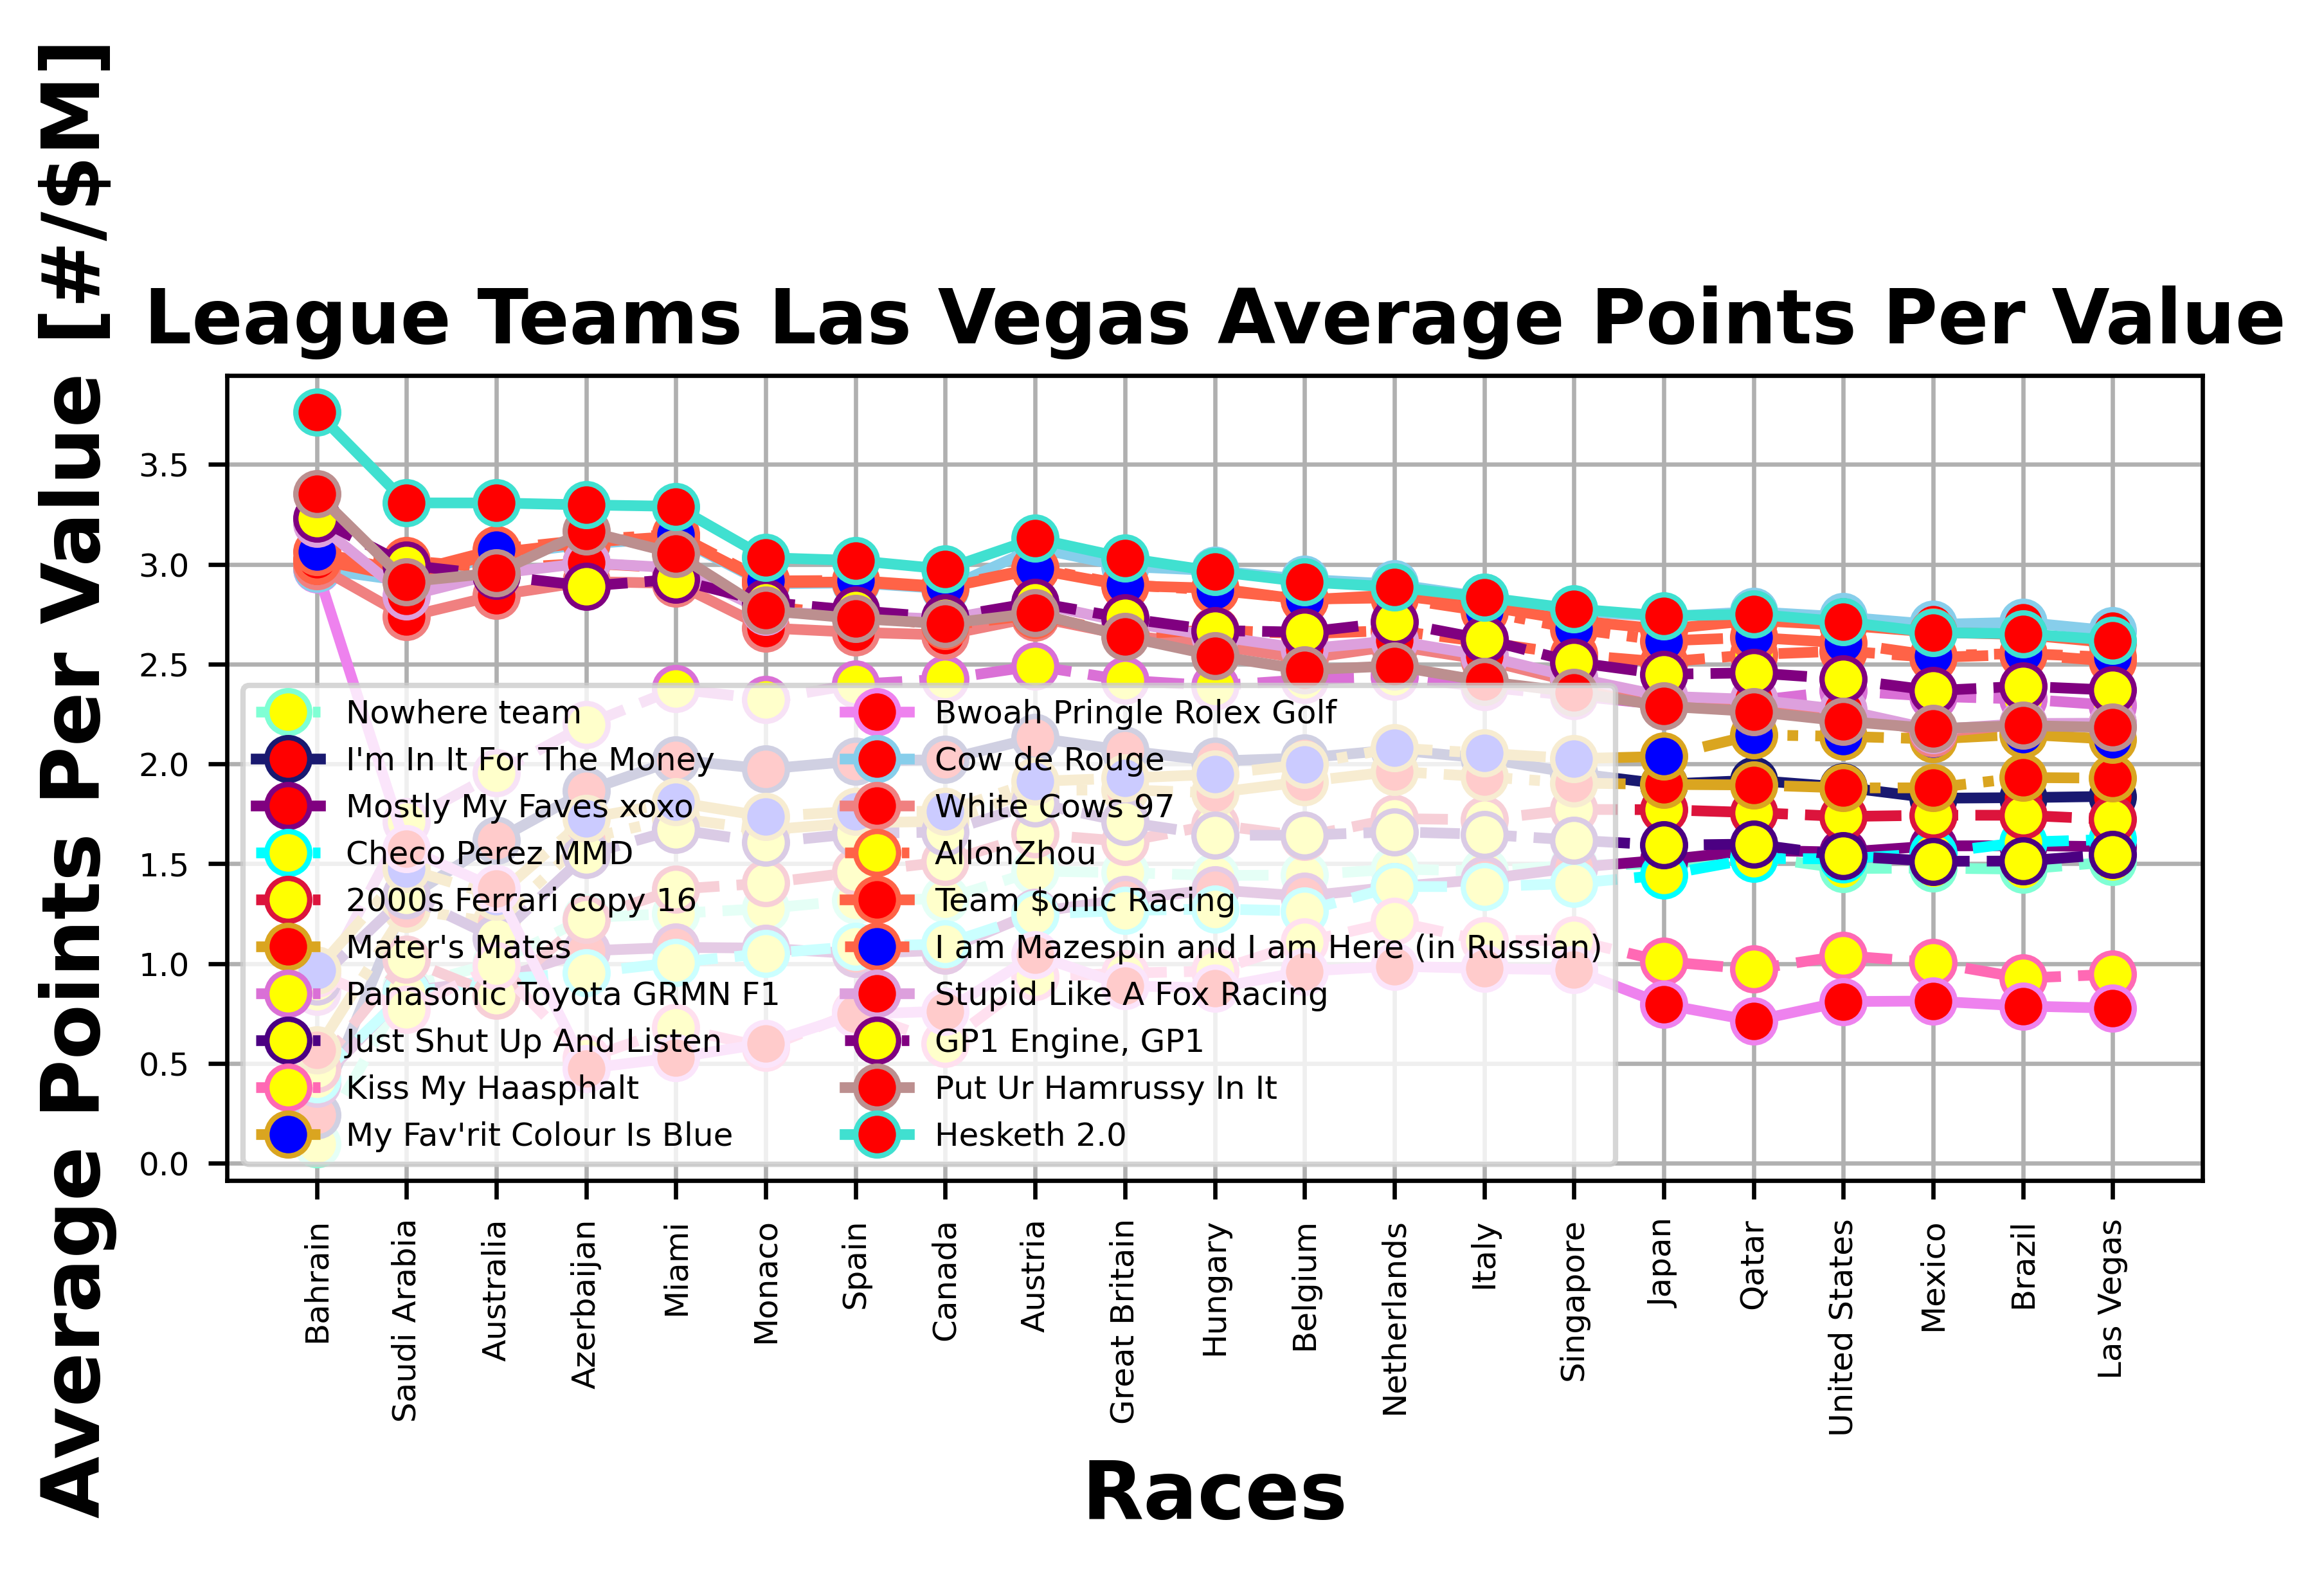 League Teams Las Vegas Average Points Per Value
Average Points Per Value [#/$M]
3.5
3.0
2.5
2.0
1.5
1.0
0.5
0.0
Nowhere team
I'm In It For The Money
Mostly My Faves xoxo
Checo Perez MMD
2000s Ferrari copy 16
Mater's Mates
Panasonic Toyota GRMN F1
Just Shut Up And Listen
Kiss My Haasphalt
My Fav'rit Colour Is Blue
Bwoah Pringle Rolex Golf
Cow de Rouge
White Cows 97
AllonZhou
Team $onic Racing
I am Mazespin and I am Here (in Russian)
Stupid Like A Fox Racing
GP1 Engine, GP1
Put Ur Hamrussy In It
Hesketh 2.0
Bahrain
Saudi Arabia
Australia
Azerbaijan
Miami
Monaco
Spain
Canada
Austria
Great Britain
Hungary
Belgium
Netherlands
Italy
Singapore
Japan
Qatar
United States
Mexico
Brazil
Las Vegas
Races